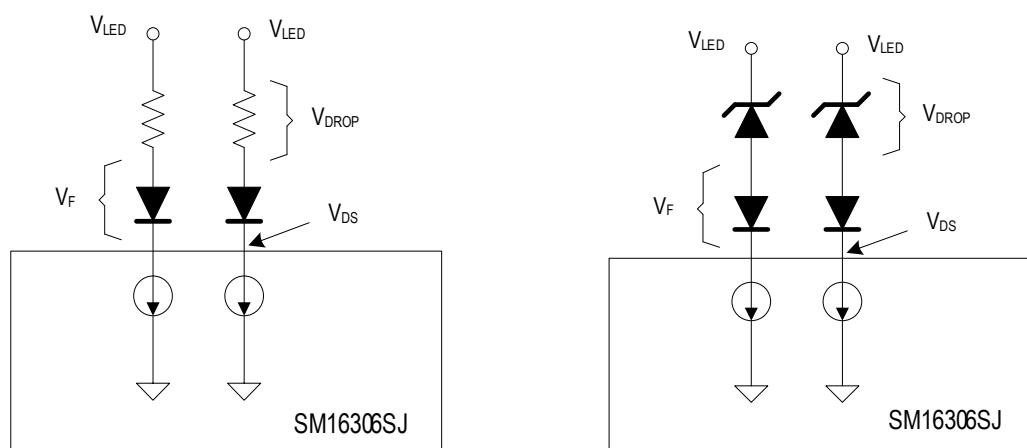 VLED
VLED
VDROP
VF
VDS
SM16306SJ
VLED
VLED
VDROP
VF
VDS
SM16306SJ